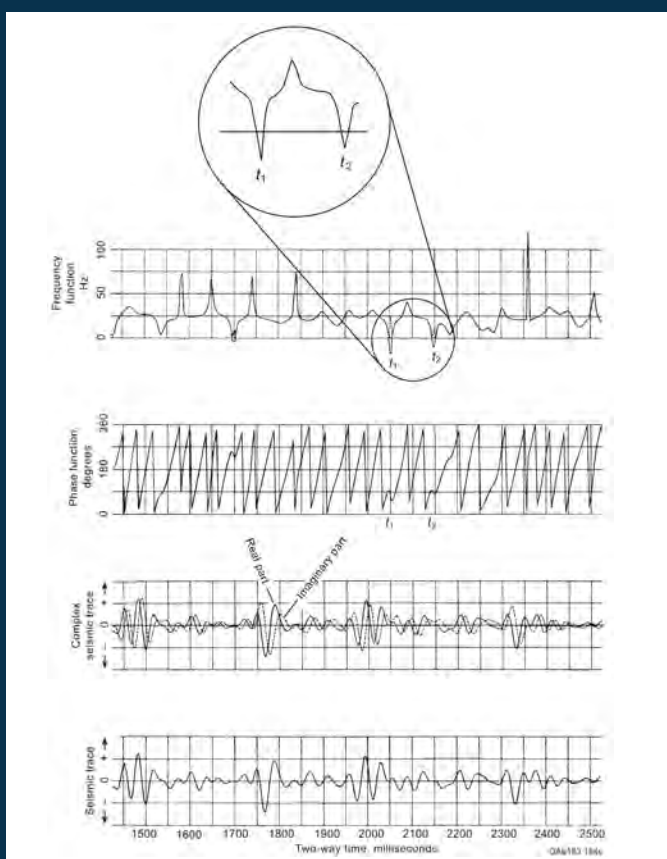 t1
t2
Frequency
function
Hz
100
50
0
t1
t2
Phase function,
degrees
360
180
0
t1
t2
Real part
Imaginary part
Complex
seismic trace
+
0
−
Seismic trace
+
0
−
1500 1600 1700 1800 1900 2000 2100 2200 2300 2400 2500
Two-way time, milliseconds